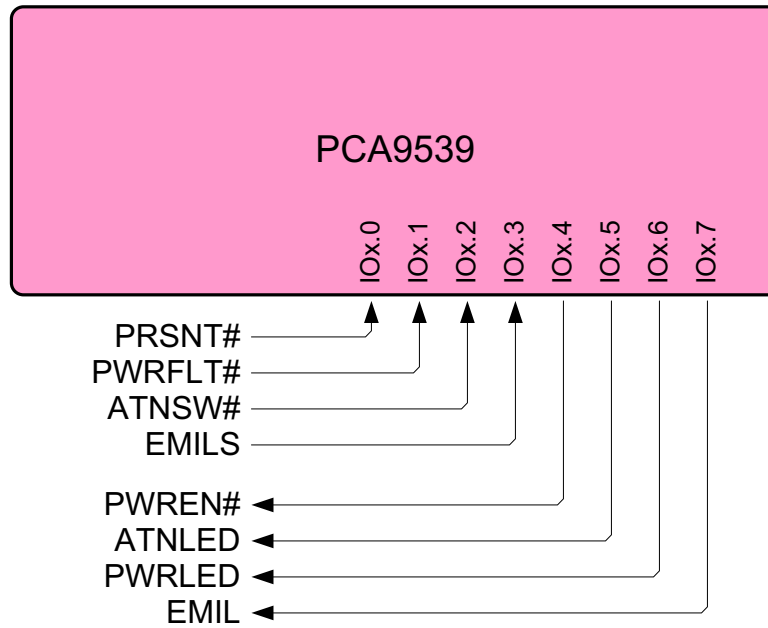 PCA9539
IOx.0
IOx.1
IOx.2
IOx.3
IOx.4
IOx.5
IOx.6
IOx.7
PRSNT#
PWRFLT#
ATNSW#
EMILS
PWREN#
ATNLED
PWRLED
EMIL